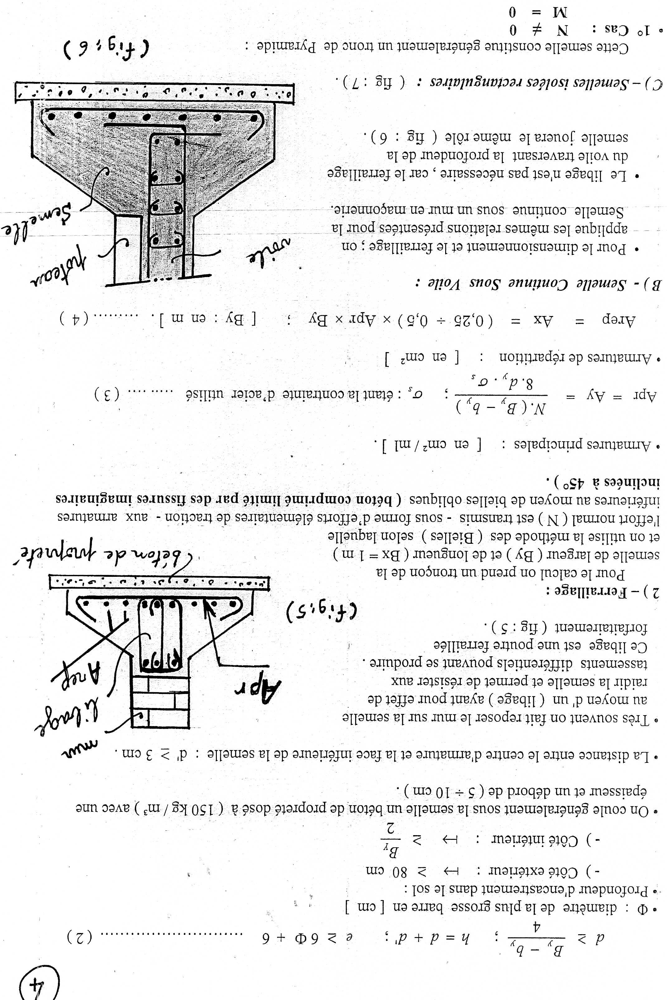 4
d ≥ (B_y − b_y) / 4 ; h = d + d' ; e ≥ 6 Φ + 6 ............................ ( 2 )
• Φ : diamètre de la plus grosse barre en [ cm ]
• Profondeur d'encastrement dans le sol :
- ) Côté extérieur : ↦ ≥ 80 cm
- ) Côté intérieur : ↦ ≥ B_y / 2
• On coule généralement sous la semelle un béton de propreté dosé à ( 150 kg / m³ ) avec une
épaisseur et un débord de ( 5 ÷ 10 cm ) .
• La distance entre le centre d'armature et la face inférieure de la semelle : d' ≥ 3 cm .
• Très souvent on fait reposer le mur sur la semelle
au moyen d' un ( libage ) ayant pour effet de
raidir la semelle et permet de résister aux
tassements différentiels pouvant se produire .
Ce libage est une poutre ferraillée
forfaitairement ( fig : 5 ) .
mur
libage
Arep
Apr
(fig: 5)
béton de propreté
2 ) – Ferraillage :
Pour le calcul on prend un tronçon de la
semelle de largeur ( By ) et de longueur ( Bx = 1 m )
et on utilise la méthode des ( Bielles ) selon laquelle
l'effort normal ( N ) est transmis - sous forme d'efforts élémentaires de traction - aux armatures
inférieures au moyen de bielles obliques ( béton comprimé limité par des fissures imaginaires
inclinées à 45° ) .
• Armatures principales : [ en cm² / ml ] .
Apr = Ay = N.( B_y − b_y ) / 8. d_y . σ_s ; σ_s : étant la contrainte d'acier utilisé ......... ( 3 )
• Armatures de répartition : [ en cm² ]
Arep = Ax = ( 0,25 ÷ 0,5 ) × Apr × By ; [ By : en m ] . .......... ( 4 )
B ) - Semelle Continue Sous Voile :
• Pour le dimensionnement et le ferraillage ; on
applique les mêmes relations présentées pour la
Semelle continue sous un mur en maçonnerie.
• Le libage n'est pas nécessaire , car le ferraillage
du voile traversant la profondeur de la
semelle jouera le même rôle ( fig : 6 ) .
poteau
voile
Semelle
(fig: 6)
C ) – Semelles isolées rectangulaires : ( fig : 7 ) .
Cette semelle constitue généralement un tronc de Pyramide :
• 1° Cas : N ≠ 0
M = 0